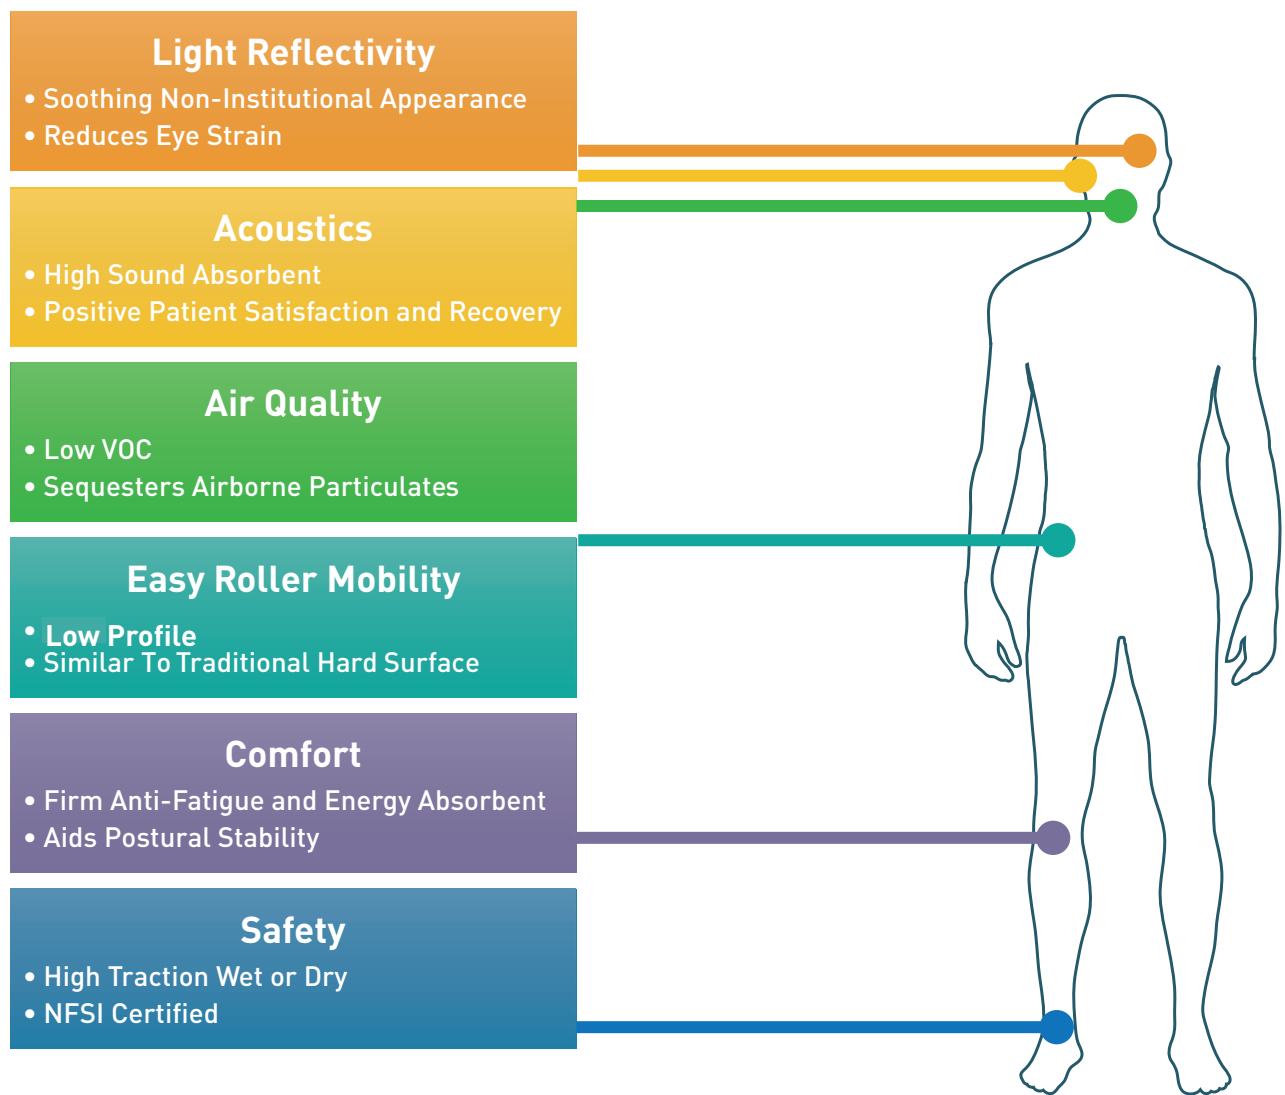 Light Reflectivity
• Soothing Non-Institutional Appearance
• Reduces Eye Strain
Acoustics
• High Sound Absorbent
• Positive Patient Satisfaction and Recovery
Air Quality
• Low VOC
• Sequesters Airborne Particulates
Easy Roller Mobility
• Low Profile
• Similar To Traditional Hard Surface
Comfort
• Firm Anti-Fatigue and Energy Absorbent
• Aids Postural Stability
Safety
• High Traction Wet or Dry
• NFSI Certified